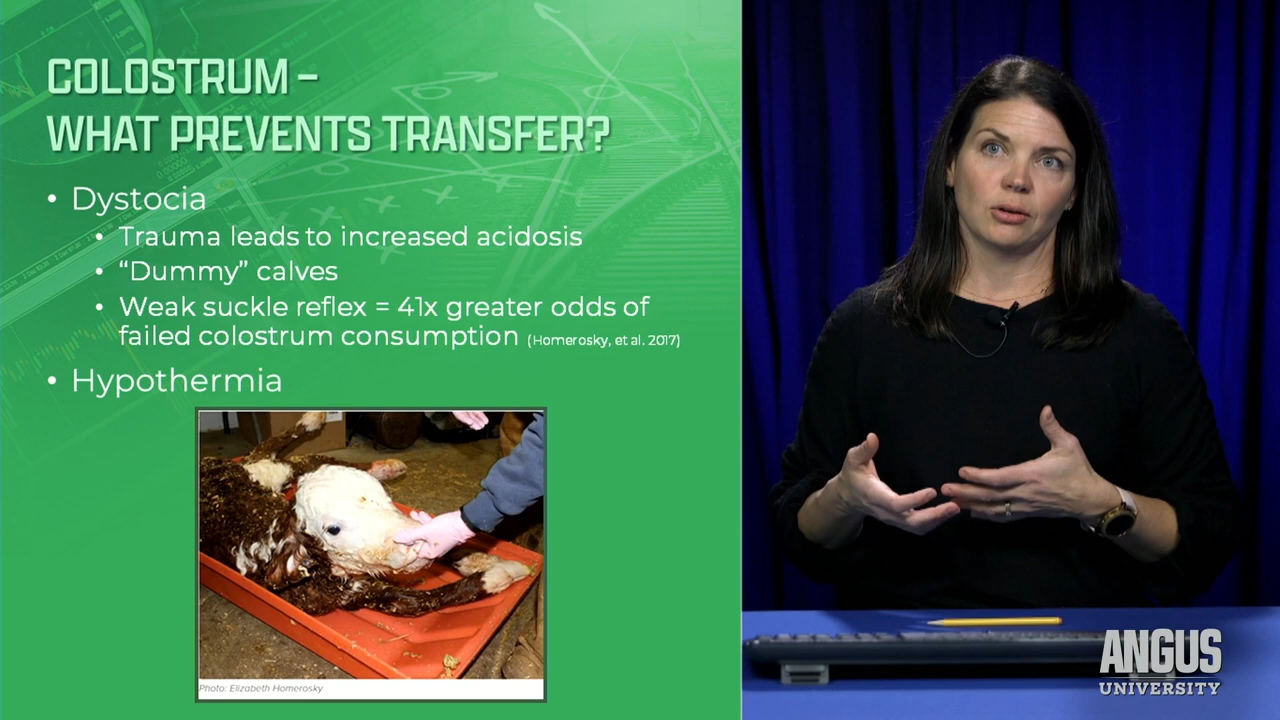 COLOSTRUM –
WHAT PREVENTS TRANSFER?
• Dystocia
• Trauma leads to increased acidosis
• “Dummy” calves
• Weak suckle reflex = 41x greater odds of
failed colostrum consumption (Homerosky, et al. 2017)
• Hypothermia
Photo: Elizabeth Homerosky
ANGUS
UNIVERSITY